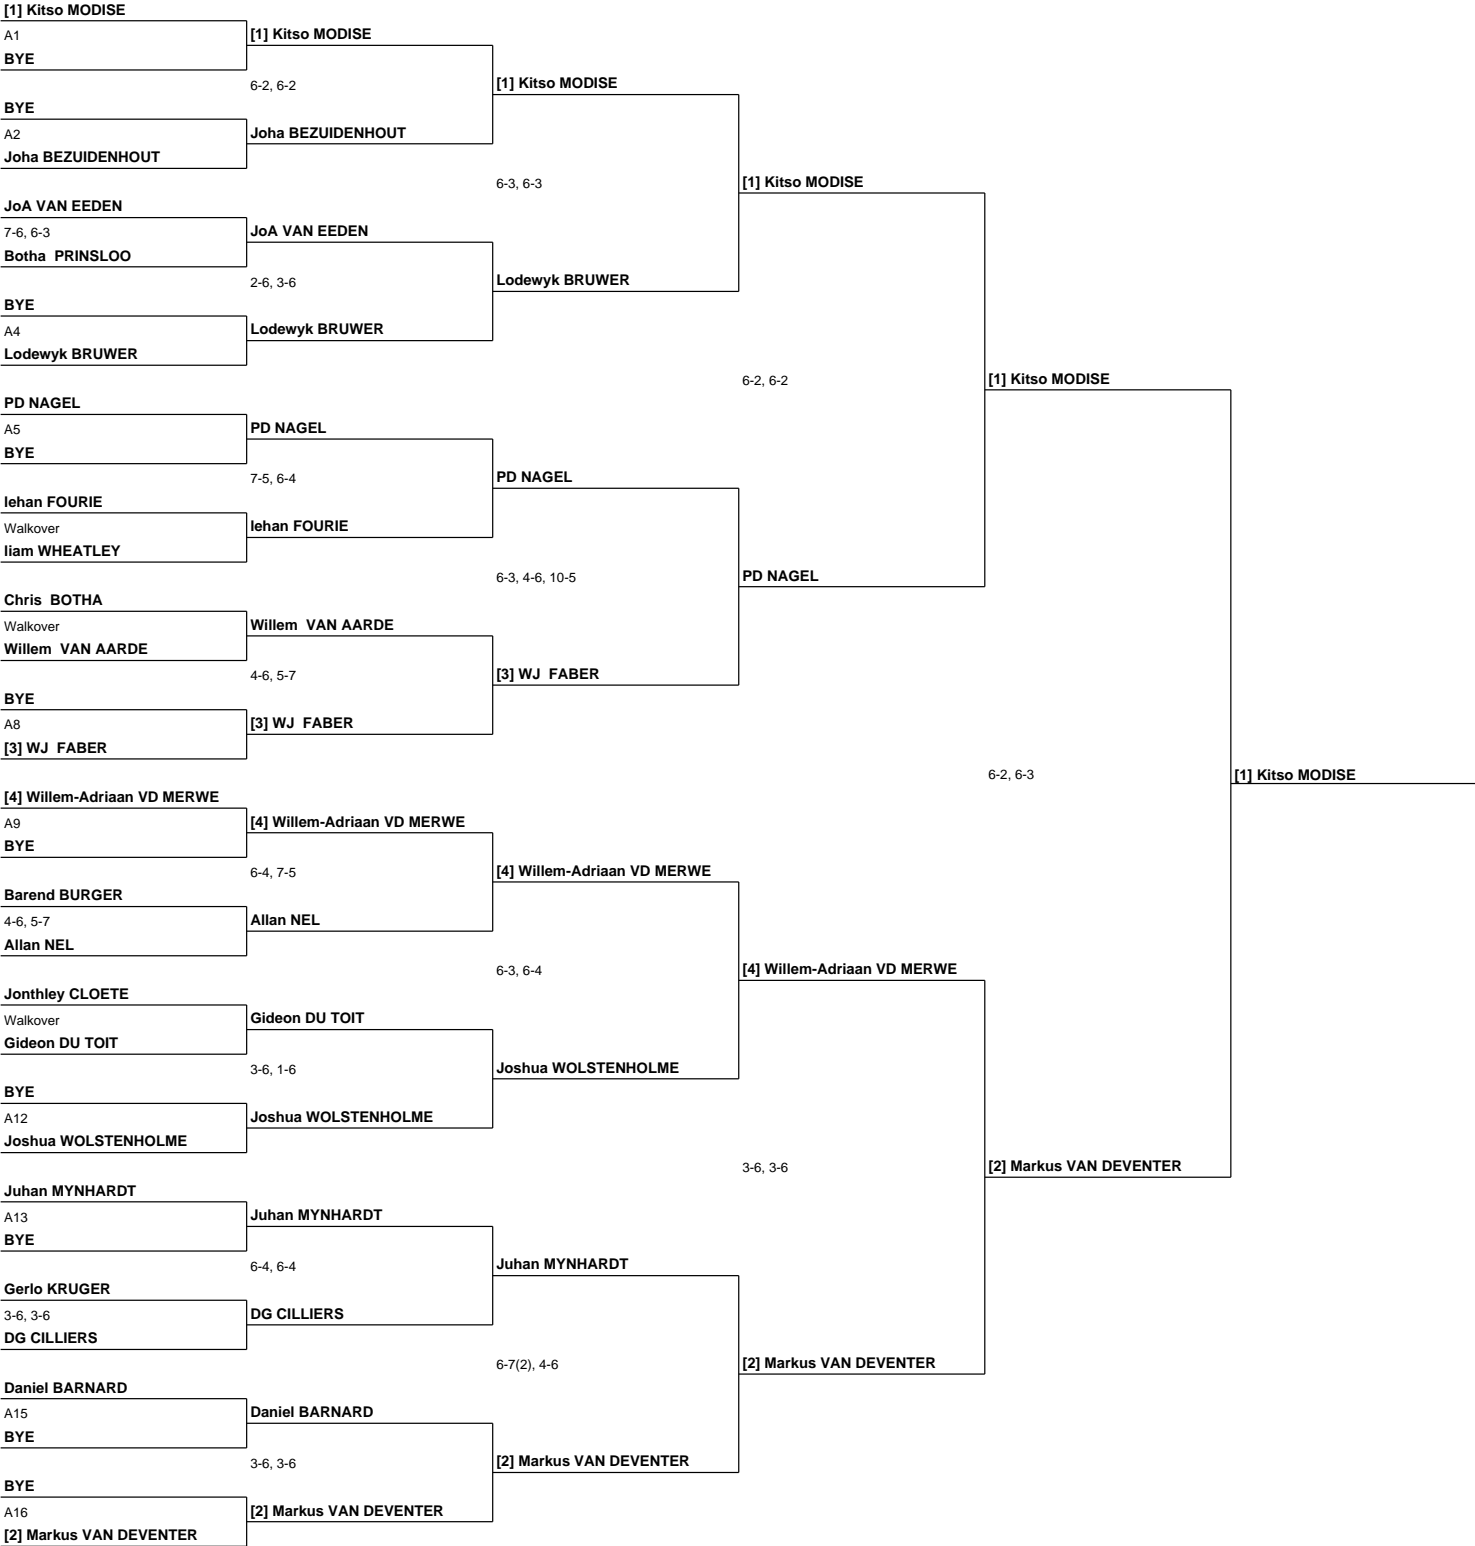 [1] Kitso MODISE
A1
BYE
BYE
A2
Joha BEZUIDENHOUT
JoA VAN EEDEN
7-6, 6-3
Botha  PRINSLOO
BYE
A4
Lodewyk BRUWER
PD NAGEL
A5
BYE
Iehan FOURIE
Walkover
liam WHEATLEY
Chris  BOTHA
Walkover
Willem  VAN AARDE
BYE
A8
[3] WJ  FABER
[4] Willem-Adriaan VD MERWE
A9
BYE
Barend BURGER
4-6, 5-7
Allan NEL
Jonthley CLOETE
Walkover
Gideon DU TOIT
BYE
A12
Joshua WOLSTENHOLME
Juhan MYNHARDT
A13
BYE
Gerlo KRUGER
3-6, 3-6
DG CILLIERS
Daniel BARNARD
A15
BYE
BYE
A16
[2] Markus VAN DEVENTER
[1] Kitso MODISE
6-2, 6-2
Joha BEZUIDENHOUT
JoA VAN EEDEN
2-6, 3-6
Lodewyk BRUWER
PD NAGEL
7-5, 6-4
Iehan FOURIE
Willem  VAN AARDE
4-6, 5-7
[3] WJ  FABER
[4] Willem-Adriaan VD MERWE
6-4, 7-5
Allan NEL
Gideon DU TOIT
3-6, 1-6
Joshua WOLSTENHOLME
Juhan MYNHARDT
6-4, 6-4
DG CILLIERS
Daniel BARNARD
3-6, 3-6
[2] Markus VAN DEVENTER
[1] Kitso MODISE
6-3, 6-3
Lodewyk BRUWER
PD NAGEL
6-3, 4-6, 10-5
[3] WJ  FABER
[4] Willem-Adriaan VD MERWE
6-3, 6-4
Joshua WOLSTENHOLME
Juhan MYNHARDT
6-7(2), 4-6
[2] Markus VAN DEVENTER
[1] Kitso MODISE
6-2, 6-2
PD NAGEL
[4] Willem-Adriaan VD MERWE
3-6, 3-6
[2] Markus VAN DEVENTER
[1] Kitso MODISE
6-2, 6-3
[2] Markus VAN DEVENTER
[1] Kitso MODISE